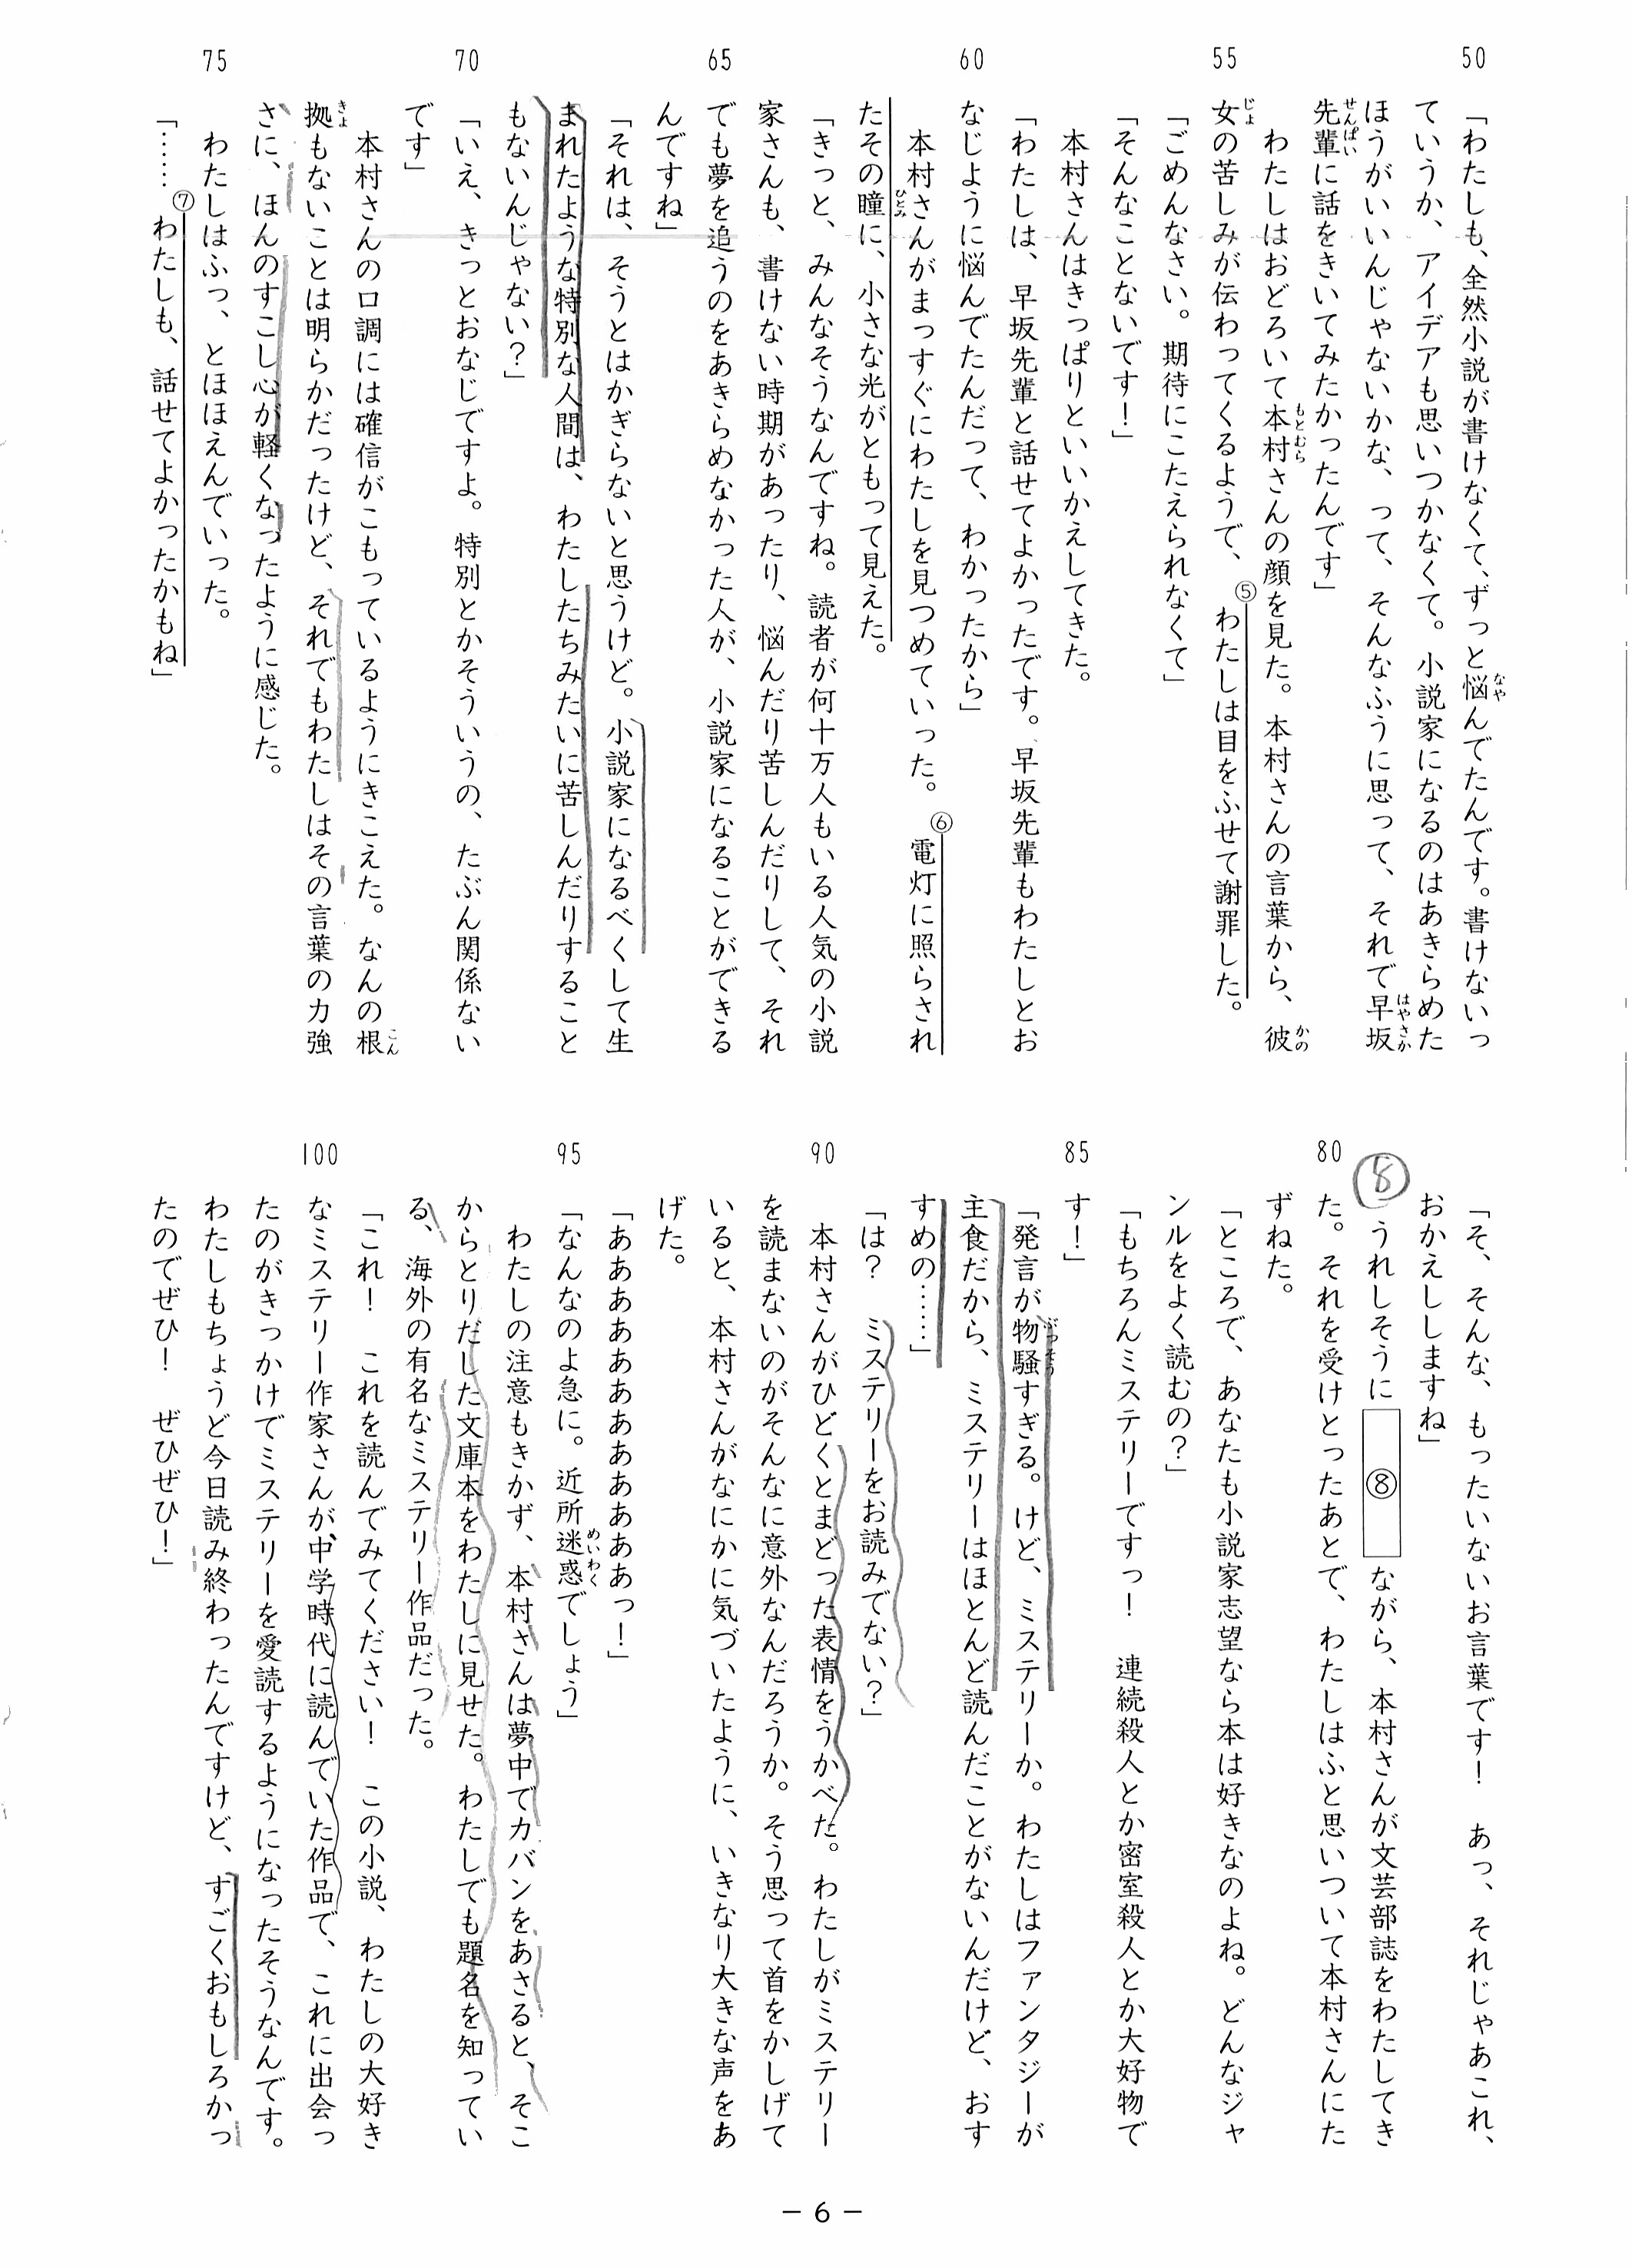 50
「わたしも、全然小説が書けなくて、ずっと悩んでたんです。書けないっ
ていうか、アイデアも思いつかなくて。小説家になるのはあきらめた
ほうがいいんじゃないかな、って、そんなふうに思って、それで早坂
先輩に話をきいてみたかったんです」
わたしはおどろいて本村さんの顔を見た。本村さんの言葉から、彼
55
女の苦しみが伝わってくるようで、⑤わたしは目をふせて謝罪した。
「ごめんなさい。期待にこたえられなくて」
「そんなことないです！」
本村さんはきっぱりといいかえしてきた。
「わたしは、早坂先輩と話せてよかったです。早坂先輩もわたしとお
60
なじように悩んでたんだって、わかったから」
本村さんがまっすぐにわたしを見つめていった。⑥電灯に照らされ
たその瞳に、小さな光がともって見えた。
「きっと、みんなそうなんですね。読者が何十万人もいる人気の小説
家さんも、書けない時期があったり、悩んだり苦しんだりして、それ
65
でも夢を追うのをあきらめなかった人が、小説家になることができる
んですね」
「それは、そうとはかぎらないと思うけど。小説家になるべくして生
まれたような特別な人間は、わたしたちみたいに苦しんだりすること
もないんじゃない？」
70
「いえ、きっとおなじですよ。特別とかそういうの、たぶん関係ない
です」
本村さんの口調には確信がこもっているようにきこえた。なんの根
拠もないことは明らかだったけど、それでもわたしはその言葉の力強
さに、ほんのすこし心が軽くなったように感じた。
75
わたしはふっ、とほほえんでいった。
「……⑦わたしも、話せてよかったかもね」
「そ、そんな、もったいないお言葉です！　あっ、それじゃあこれ、
おかえししますね」
⑧
うれしそうに⑧ながら、本村さんが文芸部誌をわたしてき
80
た。それを受けとったあとで、わたしはふと思いついて本村さんにた
ずねた。
「ところで、あなたも小説家志望なら本は好きなのよね。どんなジャ
ンルをよく読むの？」
「もちろんミステリーですっ！　連続殺人とか密室殺人とか大好物で
85
す！」
「発言が物騒すぎる。けど、ミステリーか。わたしはファンタジーが
主食だから、ミステリーはほとんど読んだことがないんだけど、おす
すめの……」
「は？　ミステリーをお読みでない？」
90
本村さんがひどくとまどった表情をうかべた。わたしがミステリー
を読まないのがそんなに意外なんだろうか。そう思って首をかしげて
いると、本村さんがなにかに気づいたように、いきなり大きな声をあ
げた。
「あああああああああああああっ！」
95
「なんなのよ急に。近所迷惑でしょう」
わたしの注意もきかず、本村さんは夢中でカバンをあさると、そこ
からとりだした文庫本をわたしに見せた。わたしでも題名を知ってい
る、海外の有名なミステリー作品だった。
「これ！　これを読んでみてください！　この小説、わたしの大好き
100
なミステリー作家さんが中学時代に読んでいた作品で、これに出会っ
たのがきっかけでミステリーを愛読するようになったそうなんです。
わたしもちょうど今日読み終わったんですけど、すごくおもしろかっ
たのでぜひ！　ぜひぜひ！」
－6－